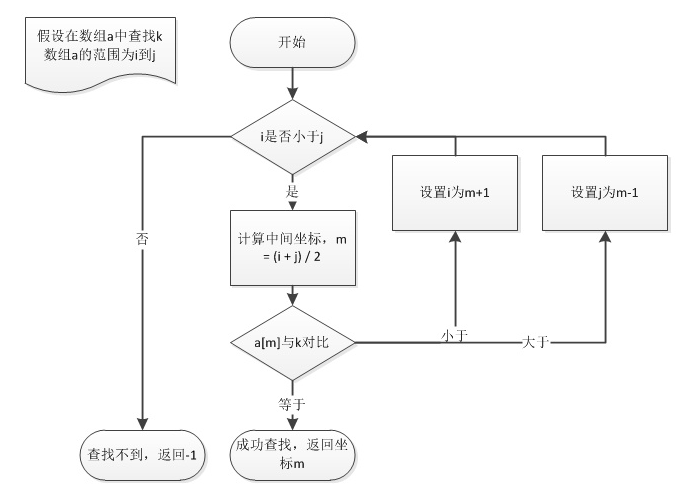 假设在数组a中查找k
数组a的范围为i到j
开始
i是否小于j
是
否
设置i为m+1
设置j为m-1
计算中间坐标，m
= (i + j) / 2
a[m]与k对比
小于
大于
等于
查找不到，返回-1
成功查找，返回坐
标m